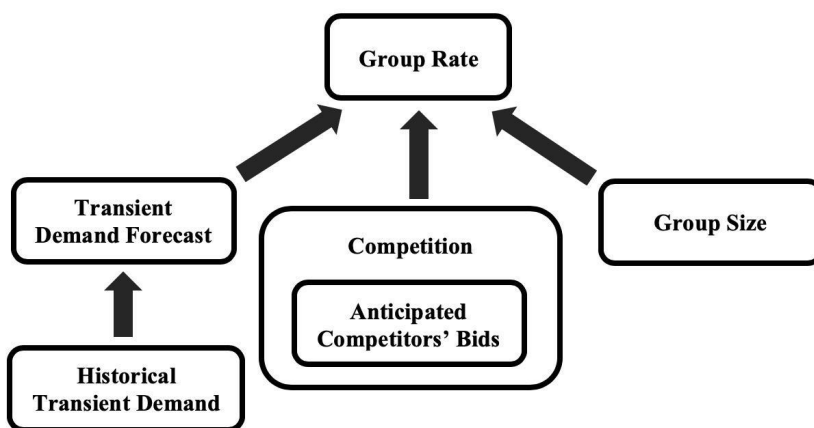 Group Rate
Transient
Demand Forecast
Competition
Group Size
Anticipated
Competitors’ Bids
Historical
Transient Demand